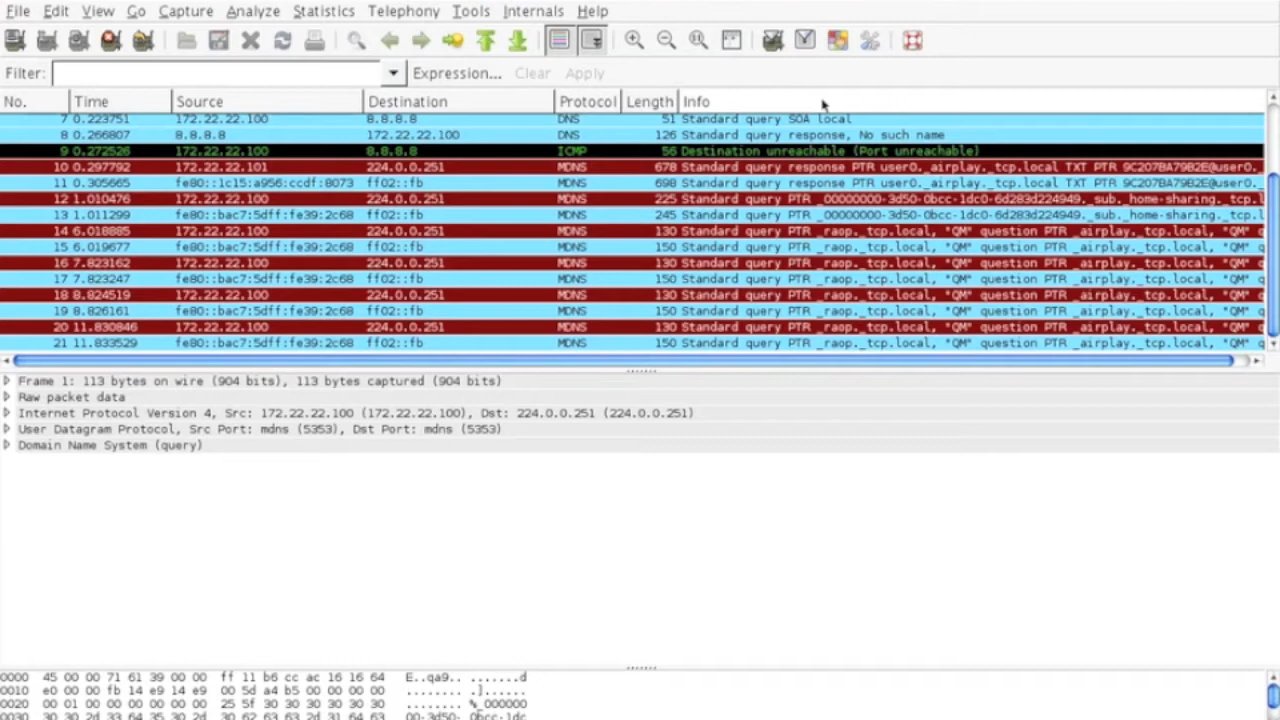 File Edit View Go Capture Analyze Statistics Telephony Tools Internals Help
Filter: Expression... Clear Apply
No. Time Source Destination Protocol Length Info
7 0.223751 172.22.22.100 8.8.8.8 DNS 51 Standard query SOA local
8 0.266807 8.8.8.8 172.22.22.100 DNS 126 Standard query response, No such name
9 0.272526 172.22.22.100 8.8.8.8 ICMP 56 Destination unreachable (Port unreachable)
10 0.297792 172.22.22.101 224.0.0.251 MDNS 678 Standard query response PTR user0._airplay._tcp.local TXT PTR 9C207BA79B2E@user0._
11 0.305665 fe80::1c15:a956:ccdf:8073 ff02::fb MDNS 698 Standard query response PTR user0._airplay._tcp.local TXT PTR 9C207BA79B2E@user0._
12 1.010476 172.22.22.100 224.0.0.251 MDNS 225 Standard query PTR _00000000-3d50-0bcc-1dc0-6d283d224949._sub._home-sharing._tcp.l
13 1.011299 fe80::bac7:5dff:fe39:2c68 ff02::fb MDNS 245 Standard query PTR _00000000-3d50-0bcc-1dc0-6d283d224949._sub._home-sharing._tcp.l
14 6.018885 172.22.22.100 224.0.0.251 MDNS 130 Standard query PTR _raop._tcp.local, "QM" question PTR _airplay._tcp.local, "QM" q
15 6.019677 fe80::bac7:5dff:fe39:2c68 ff02::fb MDNS 150 Standard query PTR _raop._tcp.local, "QM" question PTR _airplay._tcp.local, "QM" q
16 7.823162 172.22.22.100 224.0.0.251 MDNS 130 Standard query PTR _raop._tcp.local, "QM" question PTR _airplay._tcp.local, "QM" q
17 7.823247 fe80::bac7:5dff:fe39:2c68 ff02::fb MDNS 150 Standard query PTR _raop._tcp.local, "QM" question PTR _airplay._tcp.local, "QM" q
18 8.824519 172.22.22.100 224.0.0.251 MDNS 130 Standard query PTR _raop._tcp.local, "QM" question PTR _airplay._tcp.local, "QM" q
19 8.826161 fe80::bac7:5dff:fe39:2c68 ff02::fb MDNS 150 Standard query PTR _raop._tcp.local, "QM" question PTR _airplay._tcp.local, "QM" q
20 11.830846 172.22.22.100 224.0.0.251 MDNS 130 Standard query PTR _raop._tcp.local, "QM" question PTR _airplay._tcp.local, "QM" q
21 11.833529 fe80::bac7:5dff:fe39:2c68 ff02::fb MDNS 150 Standard query PTR _raop._tcp.local, "QM" question PTR _airplay._tcp.local, "QM" q
Frame 1: 113 bytes on wire (904 bits), 113 bytes captured (904 bits)
Raw packet data
Internet Protocol Version 4, Src: 172.22.22.100 (172.22.22.100), Dst: 224.0.0.251 (224.0.0.251)
User Datagram Protocol, Src Port: mdns (5353), Dst Port: mdns (5353)
Domain Name System (query)
0000 45 00 00 71 61 39 00 00 ff 11 b6 cc ac 16 16 64 E..qa9.. .......d
0010 e0 00 00 fb 14 e9 14 e9 00 5d a4 b5 00 00 00 00 ........ .]......
0020 00 01 00 00 00 00 00 00 25 5f 30 30 30 30 30 30 ........ %_000000
0030 30 30 2d 33 64 35 30 2d 30 62 63 63 2d 31 64 63 00-3d50- 0bcc-1dc